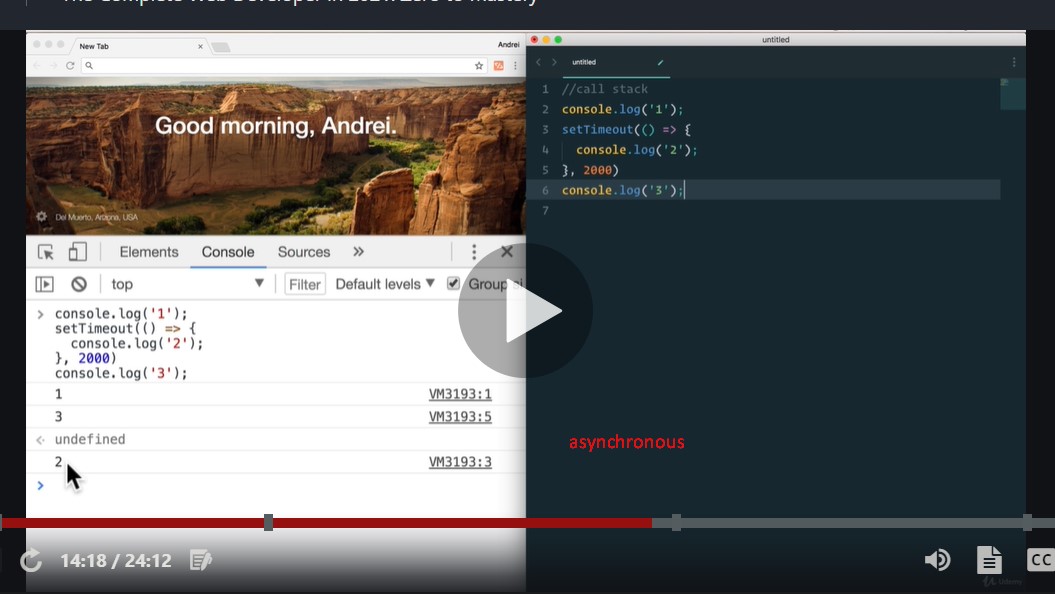 The Complete Web Developer in 2021: Zero to Mastery
New Tab
Andrei
Good morning, Andrei.
Del Muerto, Arizona, USA
Elements Console Sources
top
Filter
Default levels
Group si
console.log('1');
setTimeout(() => {
console.log('2');
}, 2000)
console.log('3');
1 VM3193:1
3 VM3193:5
undefined
2 VM3193:3
untitled
untitled
1 //call stack
2 console.log('1');
3 setTimeout(() => {
4 console.log('2');
5 }, 2000)
6 console.log('3');
7
asynchronous
14:18 / 24:12
CC
Udemy